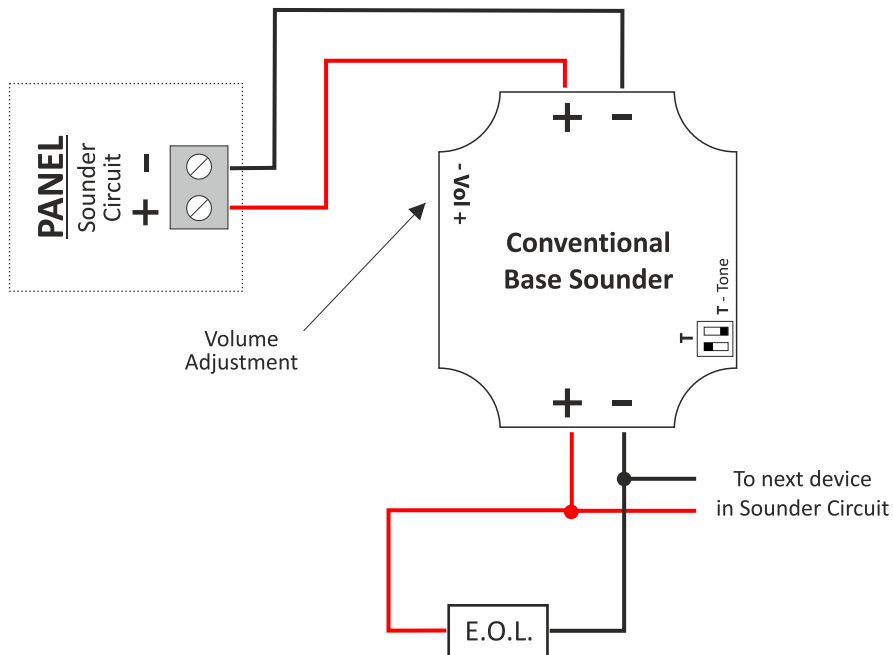 PANEL
Sounder
Circuit
- +
+ -
- Vol +
Conventional
Base Sounder
T - Tone
T
Volume
Adjustment
+ -
To next device
in Sounder Circuit
E.O.L.